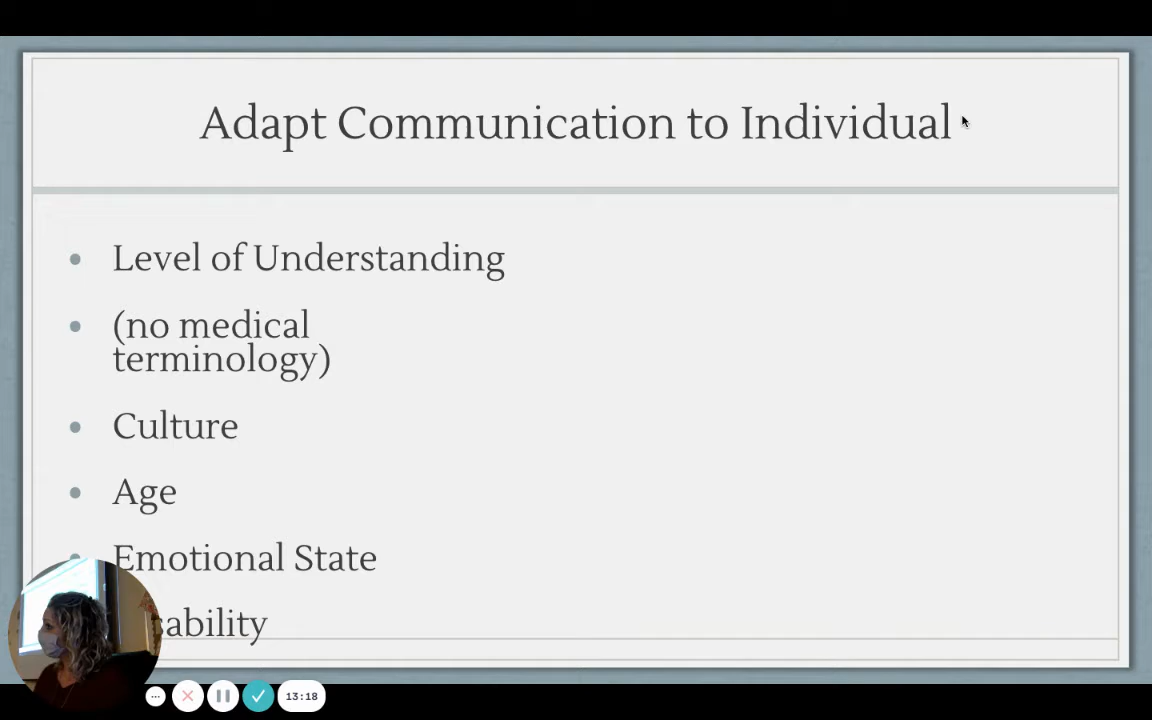 Adapt Communication to Individual
• Level of Understanding
• (no medical
terminology)
• Culture
• Age
• Emotional State
13:18